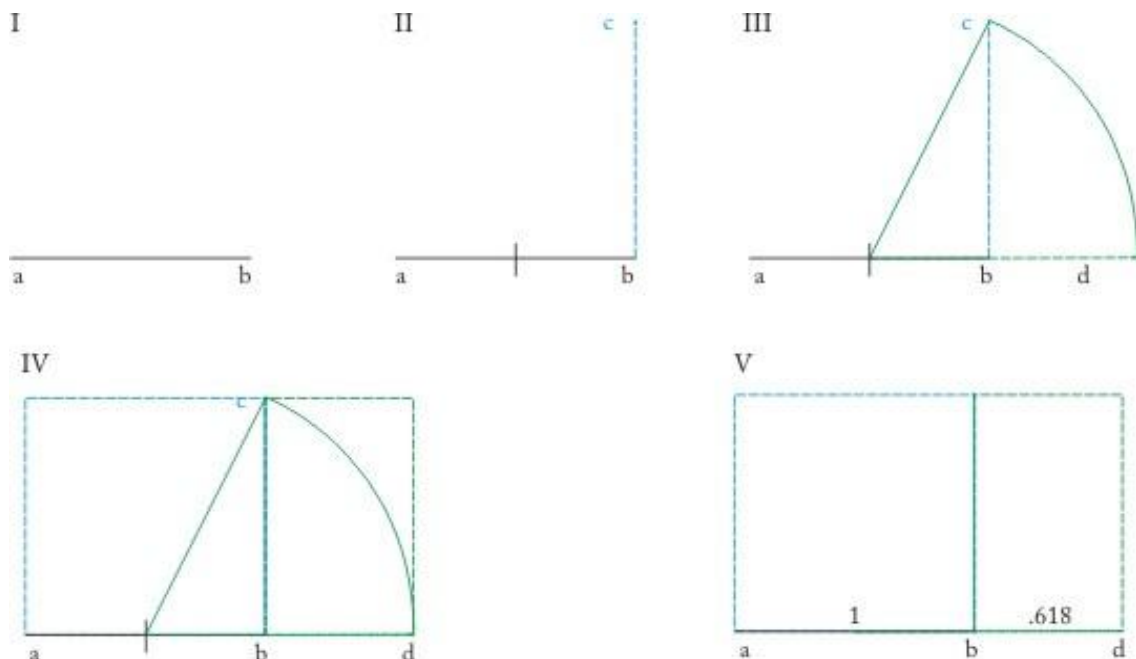 I II III
c c
a b a b a b d
IV V
c
1 .618
a b d a b d